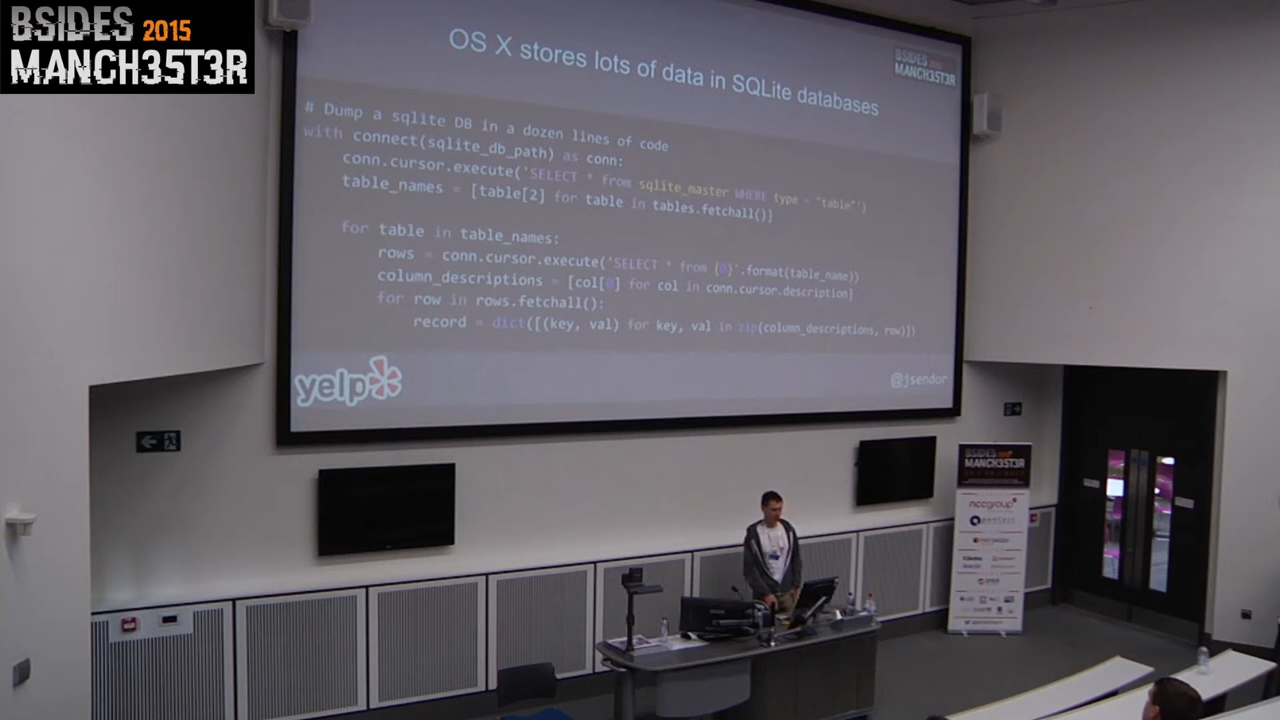 BSIDES 2015
MANCH35T3R
OS X stores lots of data in SQLite databases
BSIDES 2015
MANCH35T3R
# Dump a sqlite DB in a dozen lines of code
with connect(sqlite_db_path) as conn:
conn.cursor.execute('SELECT * from sqlite_master WHERE type = "table"')
table_names = [table[2] for table in tables.fetchall()]
for table in table_names:
rows = conn.cursor.execute('SELECT * from {0}'.format(table_name))
column_descriptions = [col[0] for col in conn.cursor.description]
for row in rows.fetchall():
record = dict([(key, val) for key, val in zip(column_descriptions, row)])
yelp
@jsendor
BSIDES
MANCH35T3R
nccgroup